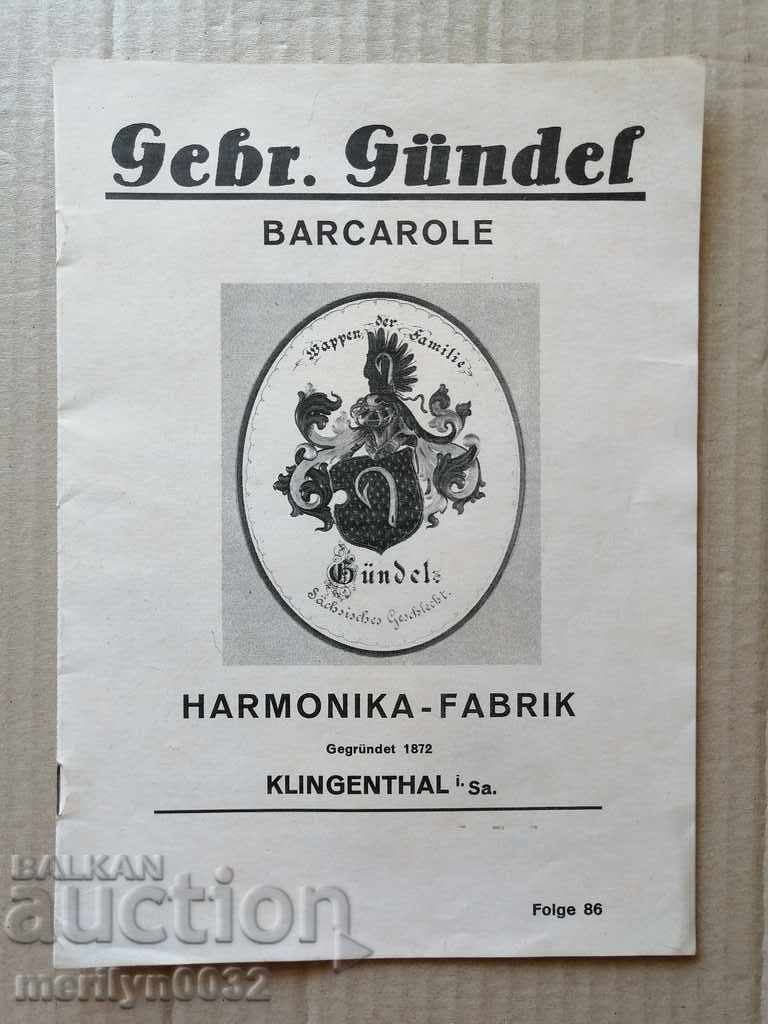 Gebr. Gündel
BARCAROLE
Wappen der Familie
Gündel
Sächsisches Geschlecht.
HARMONIKA-FABRIK
Gegründet 1872
KLINGENTHAL i. Sa.
Folge 86
BALKAN
auction
merilyn0032